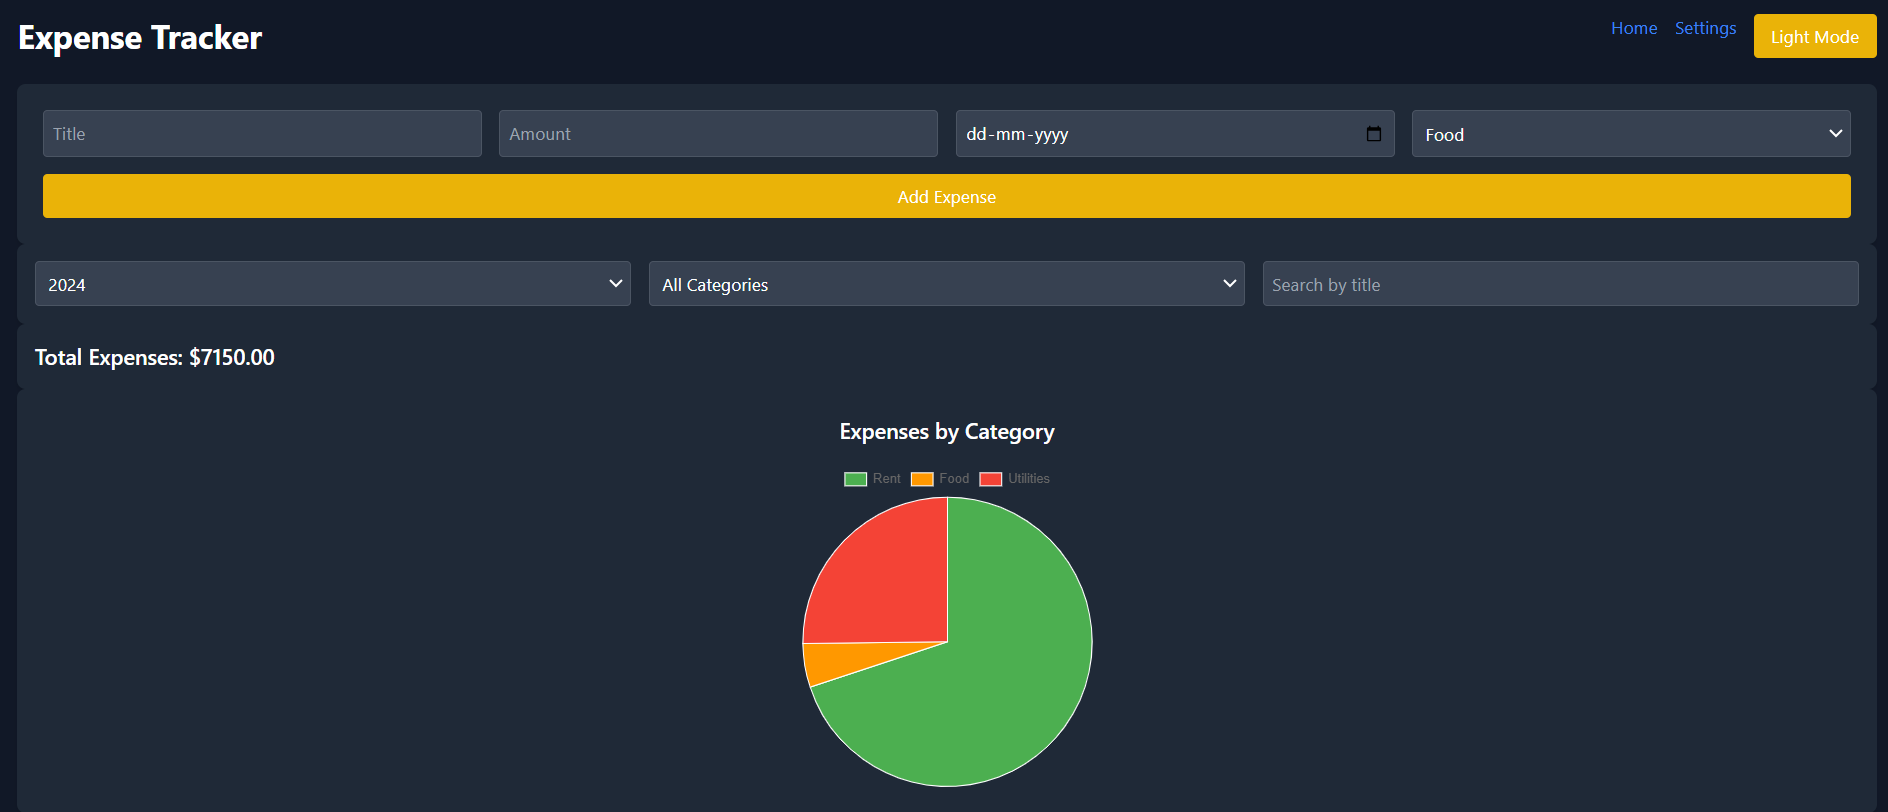 Expense Tracker
Home Settings Light Mode
Title Amount dd-mm-yyyy Food
Add Expense
2024 All Categories Search by title
Total Expenses: $7150.00
Expenses by Category
Rent Food Utilities